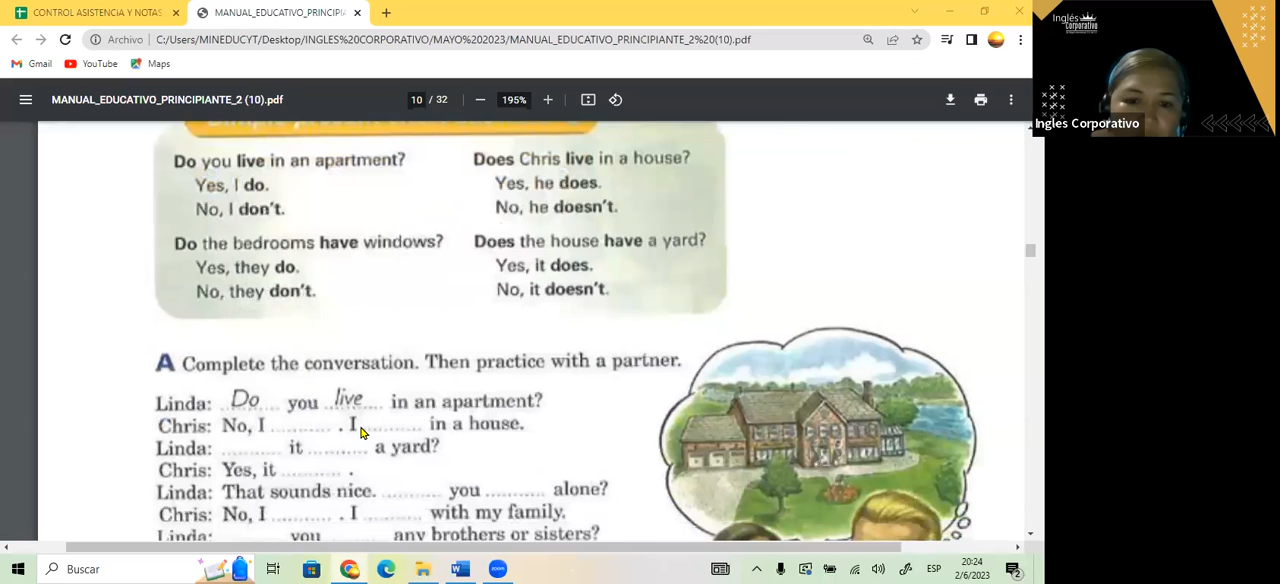 CONTROL ASISTENCIA Y NOTAS
MANUAL_EDUCATIVO_PRINCIPIA
Archivo
C:/Users/MINEDUCYT/Desktop/INGLES%20CORPORATIVO/MAYO%202023/MANUAL_EDUCATIVO_PRINCIPIANTE_2%20(10).pdf
Gmail YouTube Maps
Inglés
Corporativo
Ingles Corporativo
MANUAL_EDUCATIVO_PRINCIPIANTE_2 (10).pdf
10 / 32
195%
Do you live in an apartment?
Yes, I do.
No, I don't.
Do the bedrooms have windows?
Yes, they do.
No, they don't.
Does Chris live in a house?
Yes, he does.
No, he doesn't.
Does the house have a yard?
Yes, it does.
No, it doesn't.
A Complete the conversation. Then practice with a partner.
Linda: Do you live in an apartment?
Chris: No, I .......... . I .......... in a house.
Linda: .......... it .......... a yard?
Chris: Yes, it .......... .
Linda: That sounds nice. .......... you .......... alone?
Chris: No, I .......... . I .......... with my family.
Linda: .......... you .......... any brothers or sisters?
Buscar
ESP
20:24
2/6/2023
2